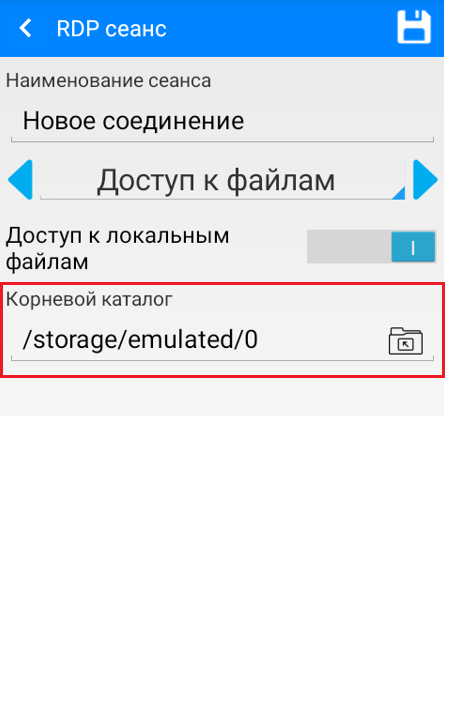 RDP сеанс
Наименование сеанса
Новое соединение
Доступ к файлам
Доступ к локальным
файлам
Корневой каталог
/storage/emulated/0